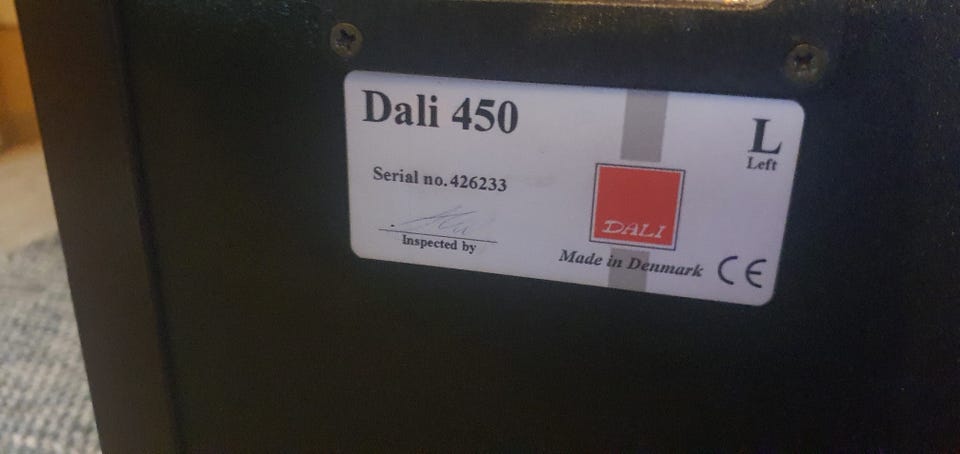 Dali 450
L
Left
Serial no. 426233
Inspected by
DALI
Made in Denmark CE